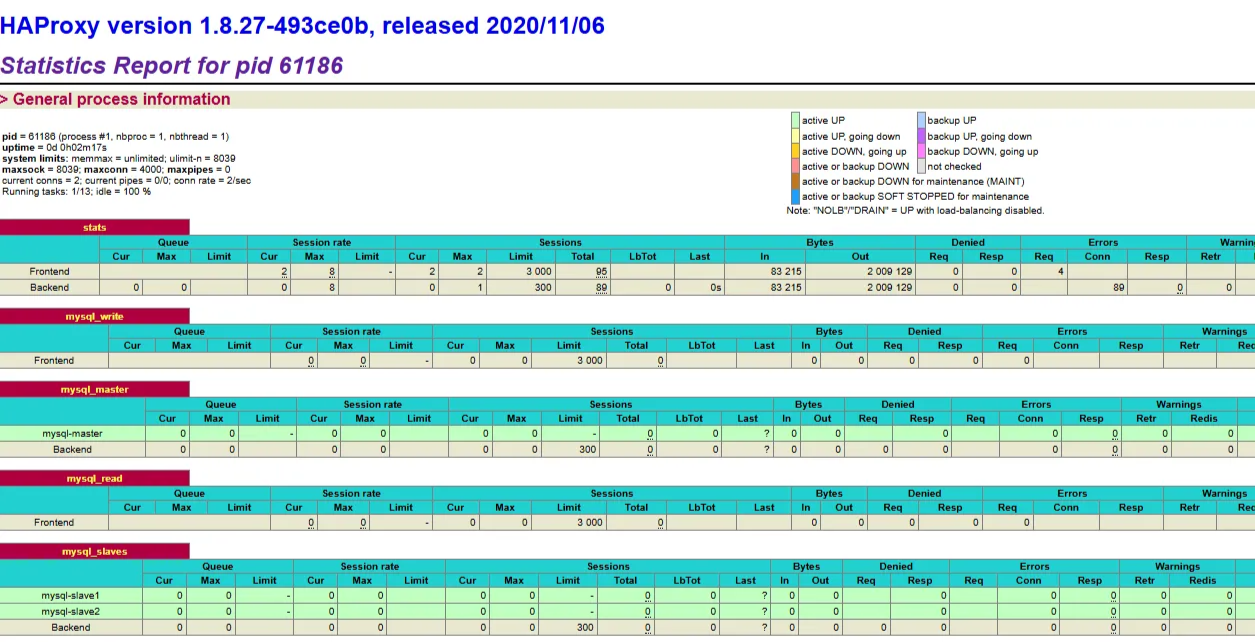 HAProxy version 1.8.27-493ce0b, released 2020/11/06
Statistics Report for pid 61186
> General process information
pid = 61186 (process #1, nbproc = 1, nbthread = 1)
uptime = 0d 0h02m17s
system limits: memmax = unlimited; ulimit-n = 8039
maxsock = 8039; maxconn = 4000; maxpipes = 0
current conns = 2; current pipes = 0/0; conn rate = 2/sec
Running tasks: 1/13; idle = 100 %
active UP backup UP
active UP, going down backup UP, going down
active DOWN, going up backup DOWN, going up
active or backup DOWN not checked
active or backup DOWN for maintenance (MAINT)
active or backup SOFT STOPPED for maintenance
Note: "NOLB"/"DRAIN" = UP with load-balancing disabled.
stats
Queue Session rate Sessions Bytes Denied Errors Warnin
Cur Max Limit Cur Max Limit Cur Max Limit Total LbTot Last In Out Req Resp Req Conn Resp Retr
Frontend 2 8 - 2 2 3 000 95 83 215 2 009 129 0 0 4
Backend 0 0 0 8 0 1 300 89 0 0s 83 215 2 009 129 0 0 89 0 0
mysql_write
Queue Session rate Sessions Bytes Denied Errors Warnings
Cur Max Limit Cur Max Limit Cur Max Limit Total LbTot Last In Out Req Resp Req Conn Resp Retr Rec
Frontend 0 0 - 0 0 3 000 0 0 0 0 0 0
mysql_master
Queue Session rate Sessions Bytes Denied Errors Warnings
Cur Max Limit Cur Max Limit Cur Max Limit Total LbTot Last In Out Req Resp Req Conn Resp Retr Redis
mysql-master 0 0 - 0 0 0 0 - 0 0 ? 0 0 0 0 0 0 0
Backend 0 0 0 0 0 0 300 0 0 ? 0 0 0 0 0 0 0 0
mysql_read
Queue Session rate Sessions Bytes Denied Errors Warnings
Cur Max Limit Cur Max Limit Cur Max Limit Total LbTot Last In Out Req Resp Req Conn Resp Retr Rec
Frontend 0 0 - 0 0 3 000 0 0 0 0 0 0
mysql_slaves
Queue Session rate Sessions Bytes Denied Errors Warnings
Cur Max Limit Cur Max Limit Cur Max Limit Total LbTot Last In Out Req Resp Req Conn Resp Retr Redis
mysql-slave1 0 0 - 0 0 0 0 - 0 0 ? 0 0 0 0 0 0 0
mysql-slave2 0 0 - 0 0 0 0 - 0 0 ? 0 0 0 0 0 0 0
Backend 0 0 0 0 0 0 300 0 0 ? 0 0 0 0 0 0 0 0